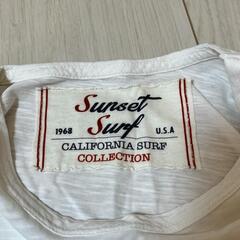 Sunset
1968 Surf U.S.A
CALIFORNIA SURF
COLLECTION